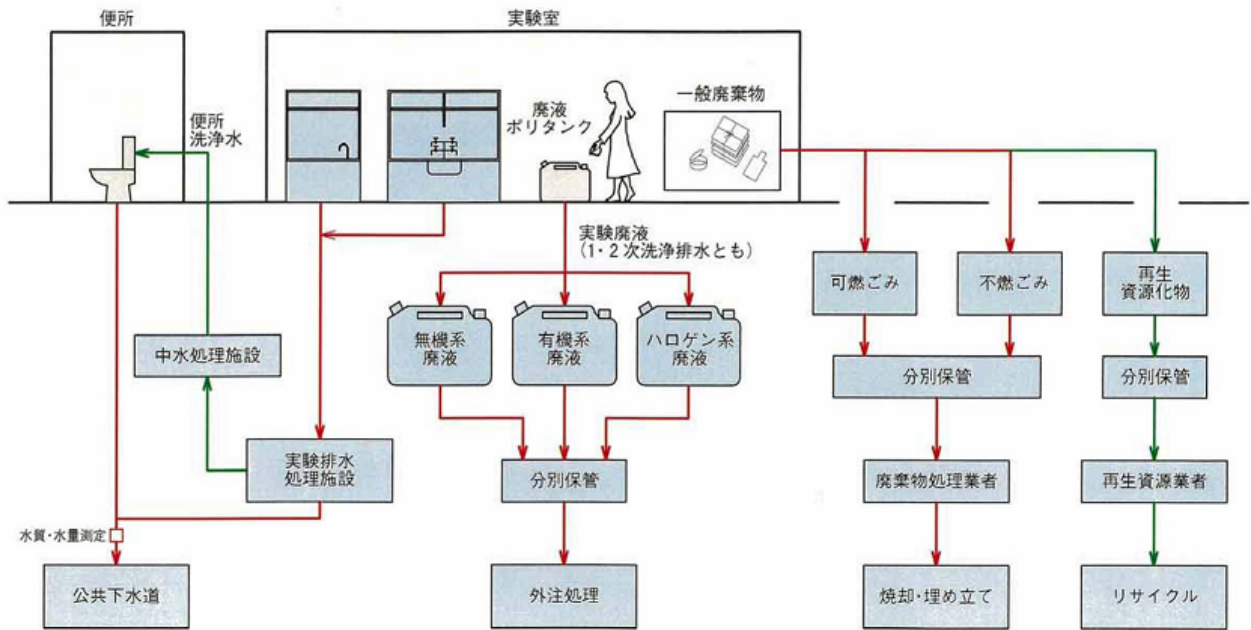 便所
実験室
便所
洗浄水
廃液
ポリタンク
一般廃棄物
実験廃液
(1・2次洗浄排水とも)
可燃ごみ
不燃ごみ
再生
資源化物
無機系
廃液
有機系
廃液
ハロゲン系
廃液
中水処理施設
分別保管
分別保管
実験排水
処理施設
分別保管
廃棄物処理業者
再生資源業者
水質・水量測定
公共下水道
外注処理
焼却・埋め立て
リサイクル